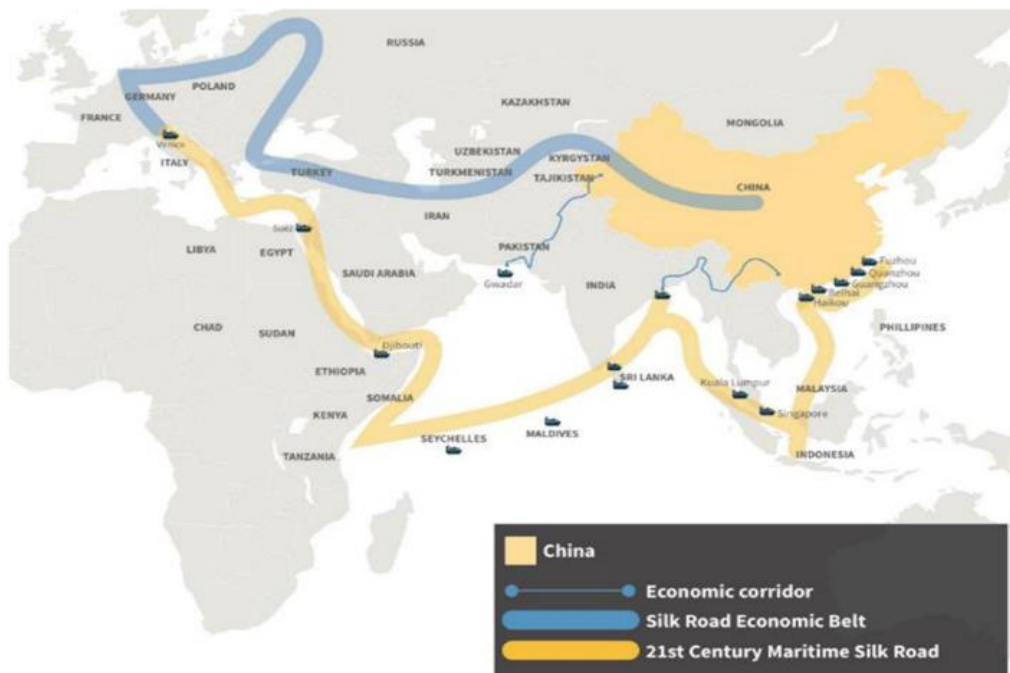 RUSSIA
POLAND
GERMANY
KAZAKHSTAN
FRANCE
MONGOLIA
Venice
UZBEKISTAN
KYRGYSTAN
ITALY
TURKEY
TURKMENISTAN
TAJIKISTAN
CHINA
IRAN
Suez
LIBYA
EGYPT
PAKISTAN
Fuzhou
SAUDI ARABIA
Quanzhou
Gwadar
INDIA
Guangzhou
Beihai
Haikou
CHAD
SUDAN
PHILLIPINES
Djibouti
ETHIOPIA
SRI LANKA
Kuala Lumpur
MALAYSIA
SOMALIA
KENYA
Singapore
SEYCHELLES
MALDIVES
TANZANIA
INDONESIA
China
Economic corridor
Silk Road Economic Belt
21st Century Maritime Silk Road